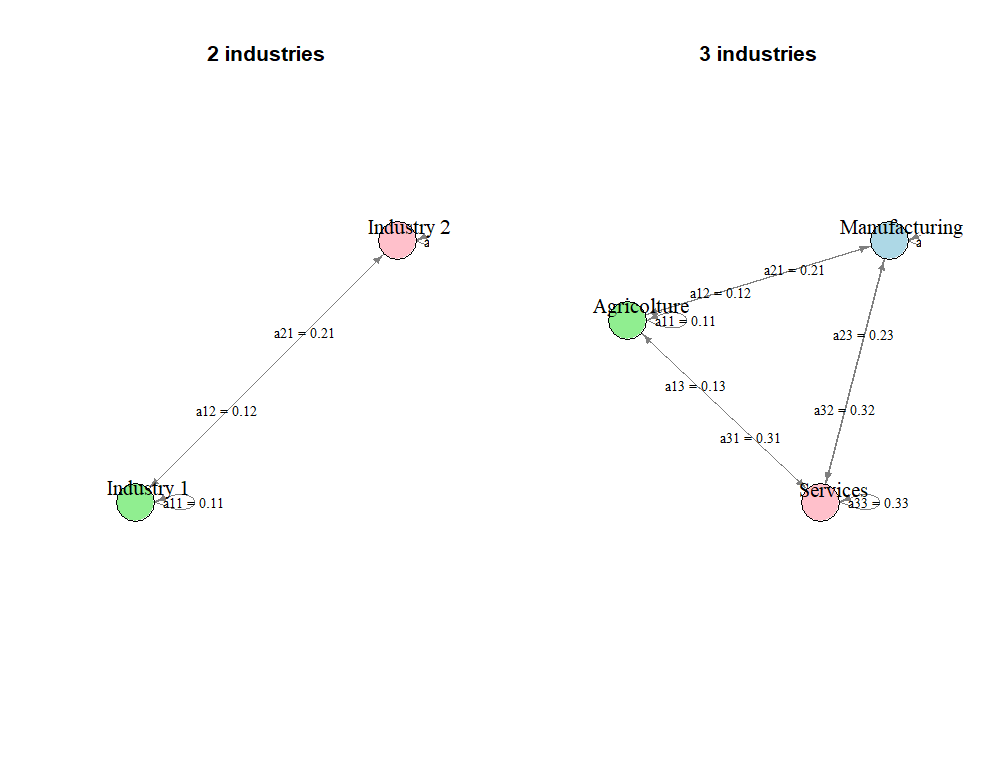 2 industries
Industry 2
a
a21 = 0.21
a12 = 0.12
Industry 1
a11 = 0.11
3 industries
Manufacturing
a
a21 = 0.21
a12 = 0.12
Agricolture
a11 = 0.11
a23 = 0.23
a13 = 0.13
a32 = 0.32
a31 = 0.31
Services
a33 = 0.33